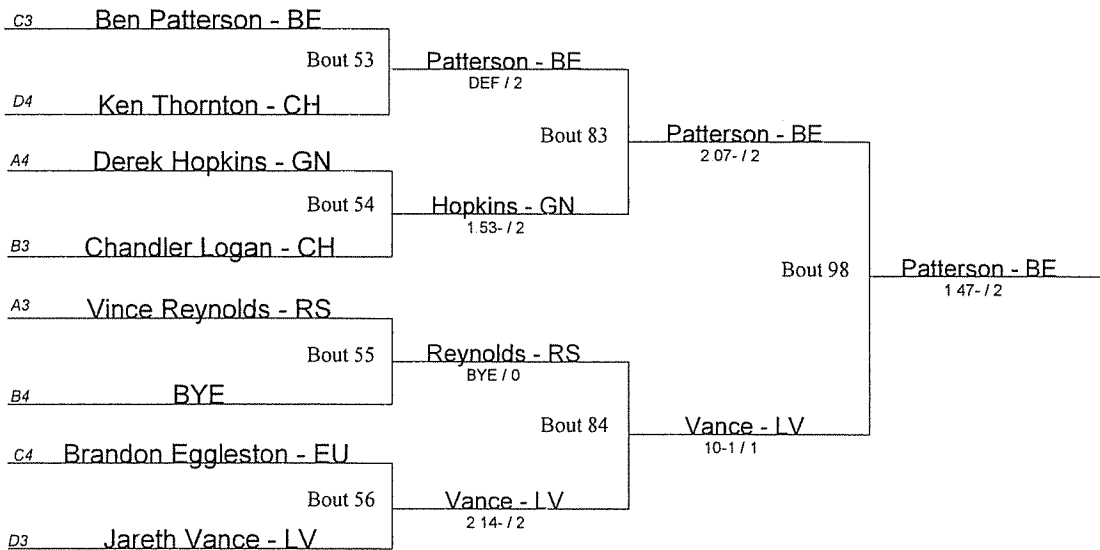 C3 Ben Patterson - BE
Bout 53
Patterson - BE
DEF / 2
D4 Ken Thornton - CH
Bout 83
Patterson - BE
2 07- / 2
A4 Derek Hopkins - GN
Bout 54
Hopkins - GN
1 53- / 2
B3 Chandler Logan - CH
Bout 98
Patterson - BE
1 47- / 2
A3 Vince Reynolds - RS
Bout 55
Reynolds - RS
BYE / 0
B4 BYE
Bout 84
Vance - LV
10-1 / 1
C4 Brandon Eggleston - EU
Bout 56
Vance - LV
2 14- / 2
D3 Jareth Vance - LV